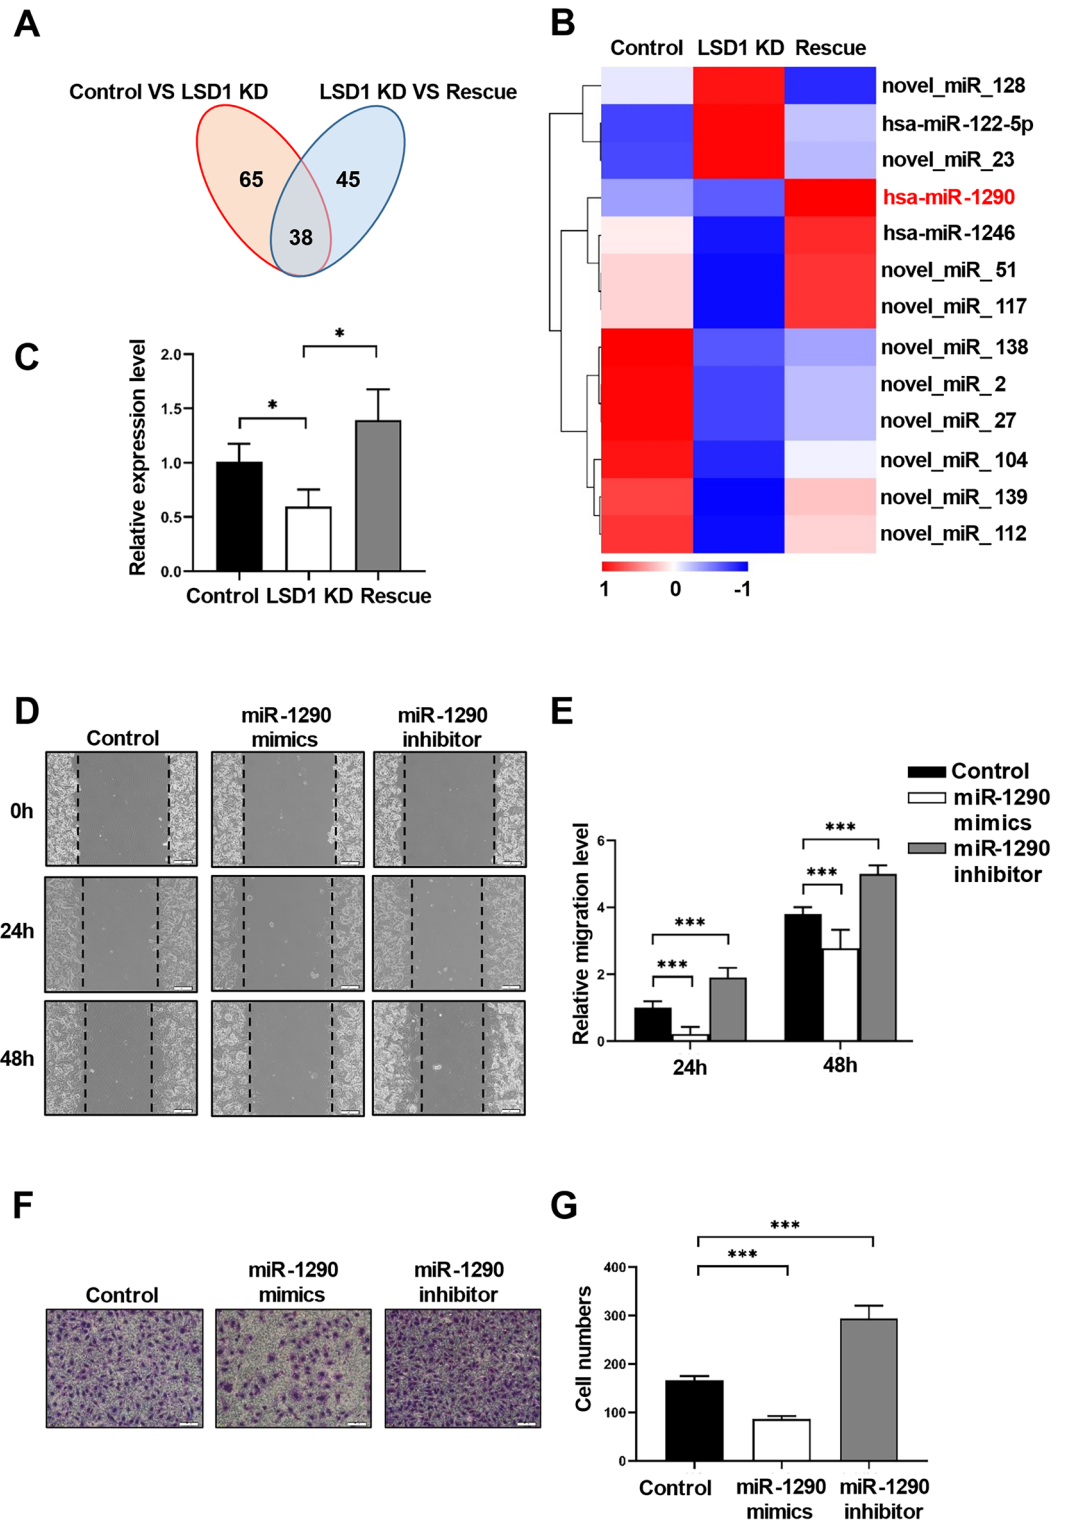 A
Control VS LSD1 KD
LSD1 KD VS Rescue
65
45
38
B
Control LSD1 KD Rescue
novel_miR_128
hsa-miR-122-5p
novel_miR_23
hsa-miR-1290
hsa-miR-1246
novel_miR_51
novel_miR_117
novel_miR_138
novel_miR_2
novel_miR_27
novel_miR_104
novel_miR_139
novel_miR_112
1 0 -1
C
Relative expression level
2.0
1.5
1.0
0.5
0.0
*
*
Control LSD1 KD Rescue
D
Control
miR-1290
mimics
miR-1290
inhibitor
0h
24h
48h
E
Control
miR-1290
mimics
miR-1290
inhibitor
Relative migration level
6
4
2
0
***
***
***
***
24h
48h
F
Control
miR-1290
mimics
miR-1290
inhibitor
G
Cell numbers
400
300
200
100
0
***
***
Control
miR-1290
mimics
miR-1290
inhibitor